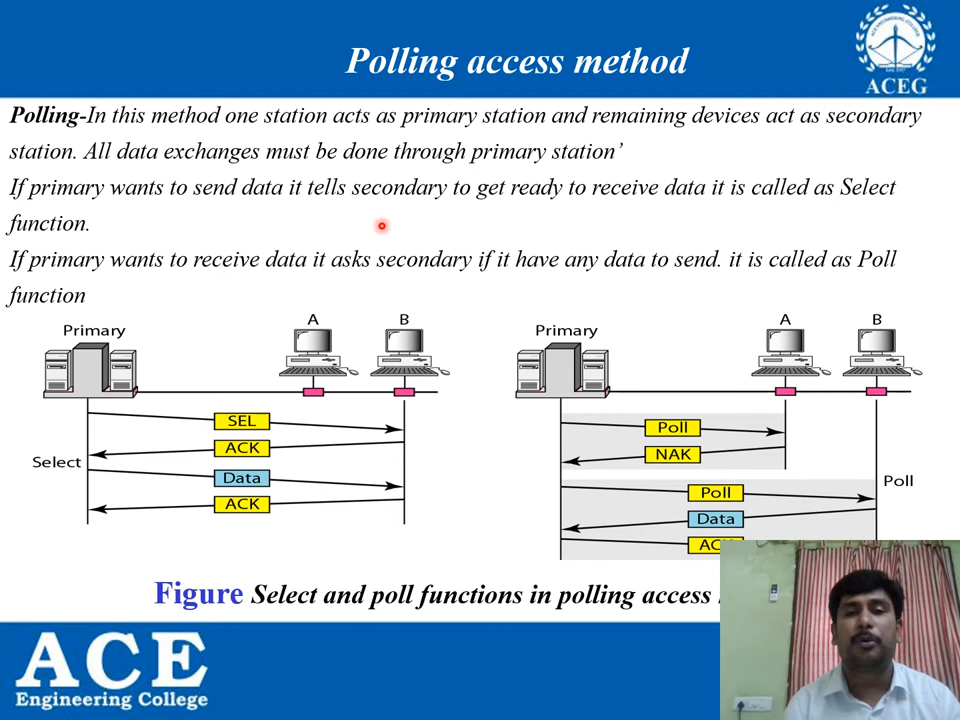 Polling access method
ACEG
Polling-In this method one station acts as primary station and remaining devices act as secondary
station. All data exchanges must be done through primary station’
If primary wants to send data it tells secondary to get ready to receive data it is called as Select
function.
If primary wants to receive data it asks secondary if it have any data to send. it is called as Poll
function
Primary
A
B
SEL
ACK
Select
Data
ACK
Primary
A
B
Poll
NAK
Poll
Poll
Data
Figure Select and poll functions in polling access
ACE
Engineering College